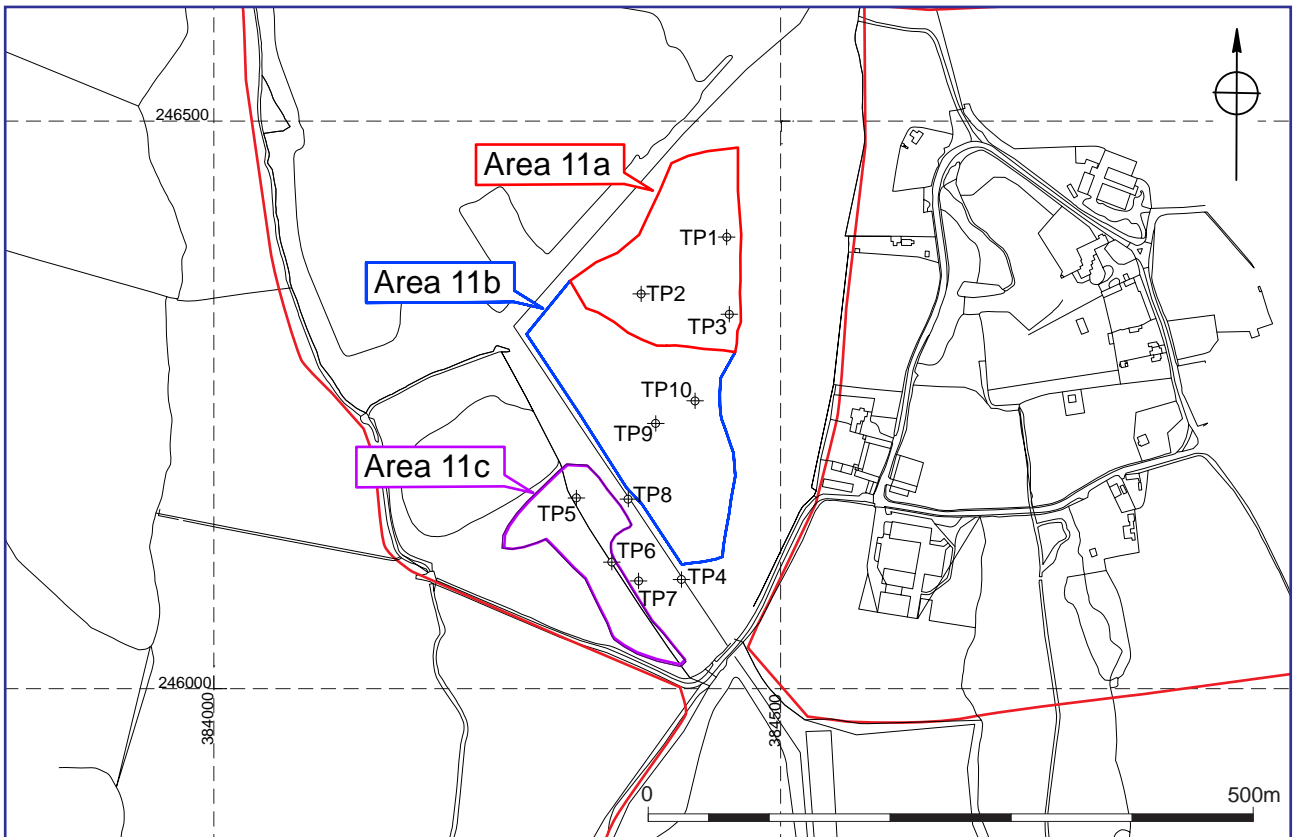 246500
Area 11a
TP1
Area 11b
TP2
TP3
TP10
TP9
Area 11c
TP5
TP8
TP6
TP7
TP4
246000
384000
384500
0
500m